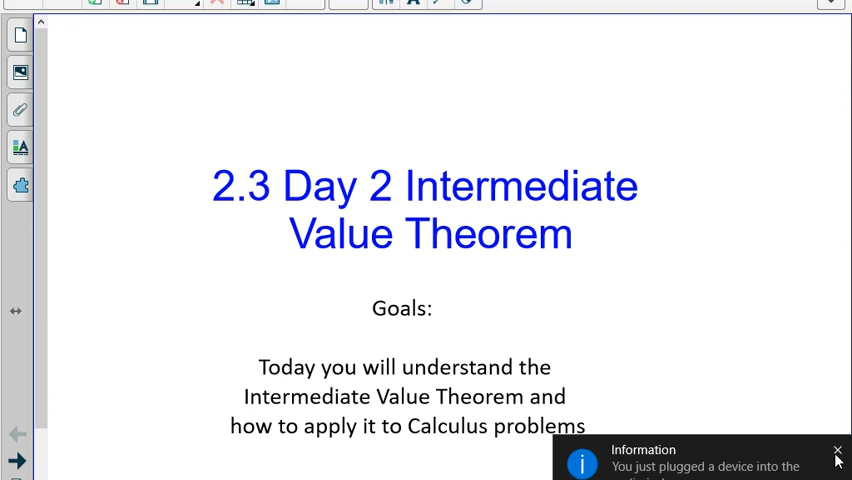 2.3 Day 2 Intermediate
Value Theorem
Goals:
Today you will understand the
Intermediate Value Theorem and
how to apply it to Calculus problems
Information
You just plugged a device into the